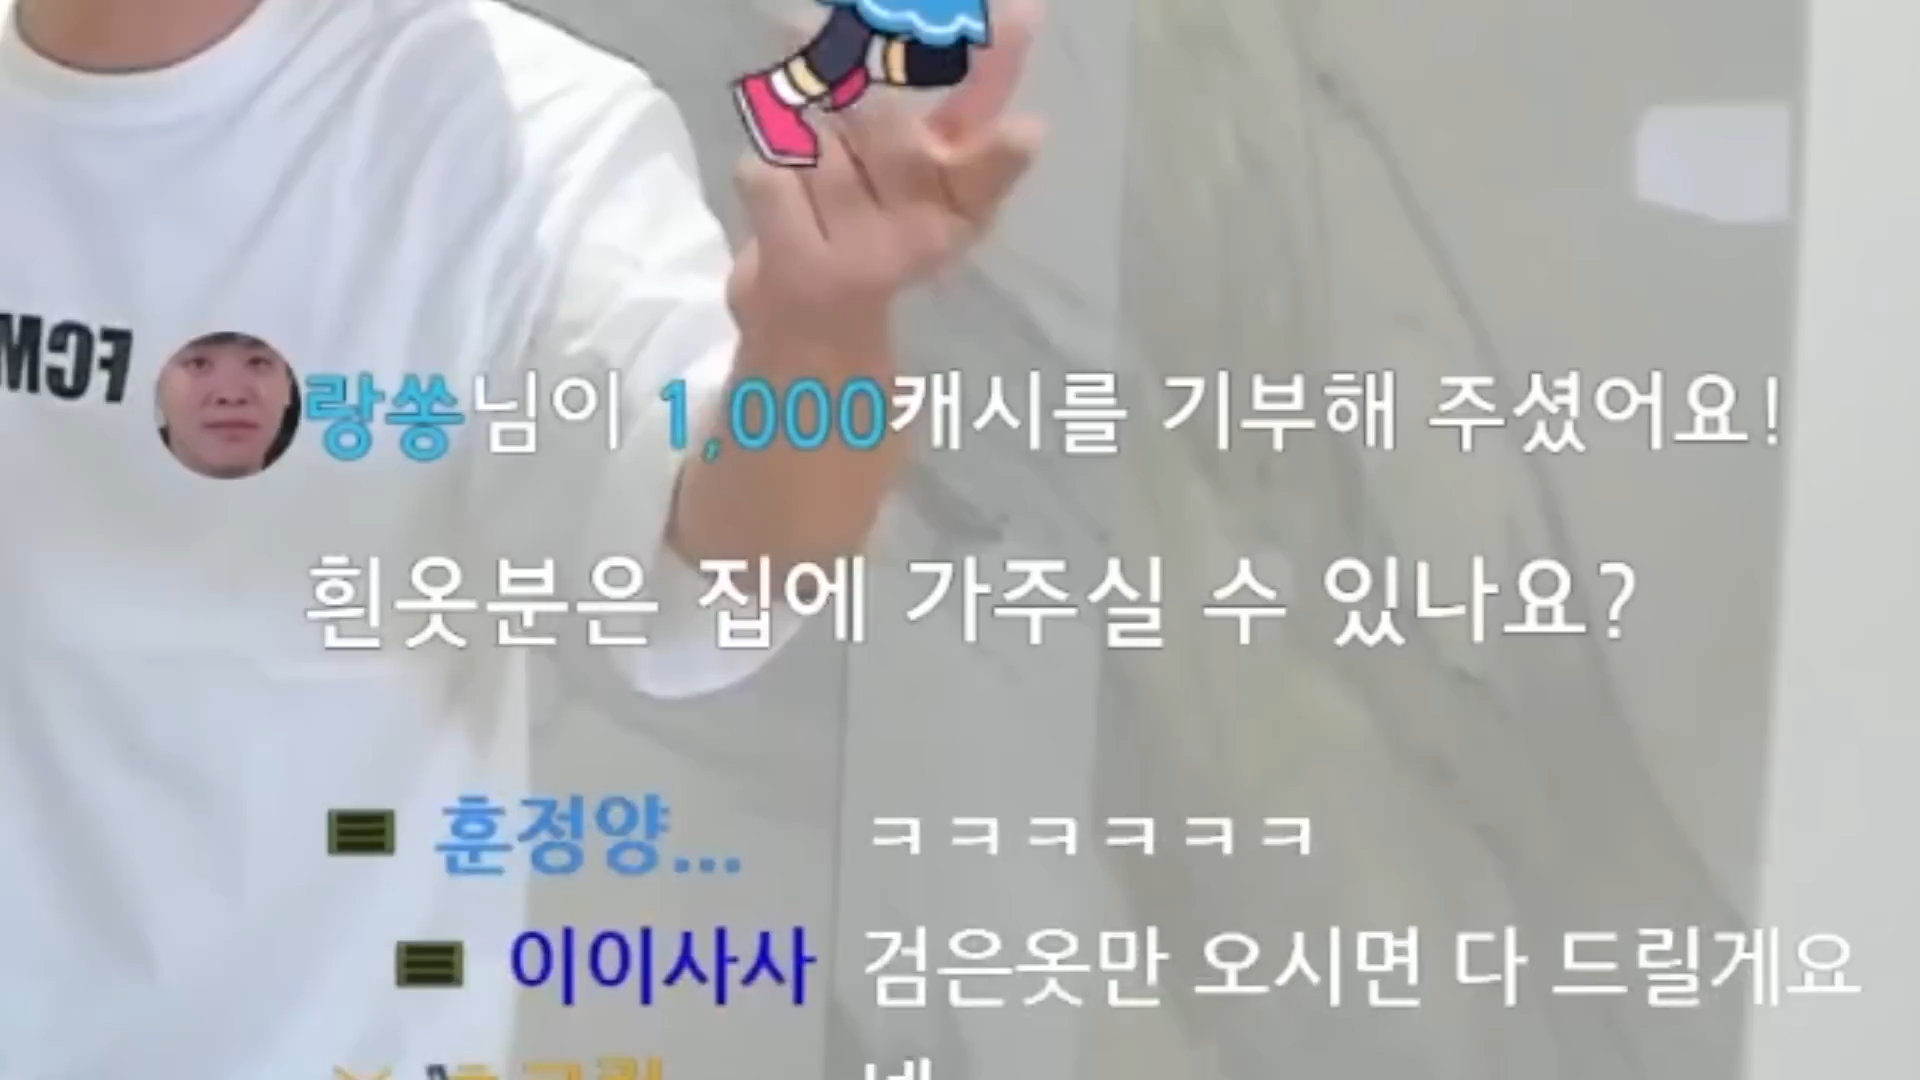 FCM
랑쏭님이 1,000캐시를 기부해 주셨어요!
흰옷분은 집에 가주실 수 있나요?
훈정양... ㅋㅋㅋㅋㅋㅋ
이이사사 검은옷만 오시면 다 드릴게요
네